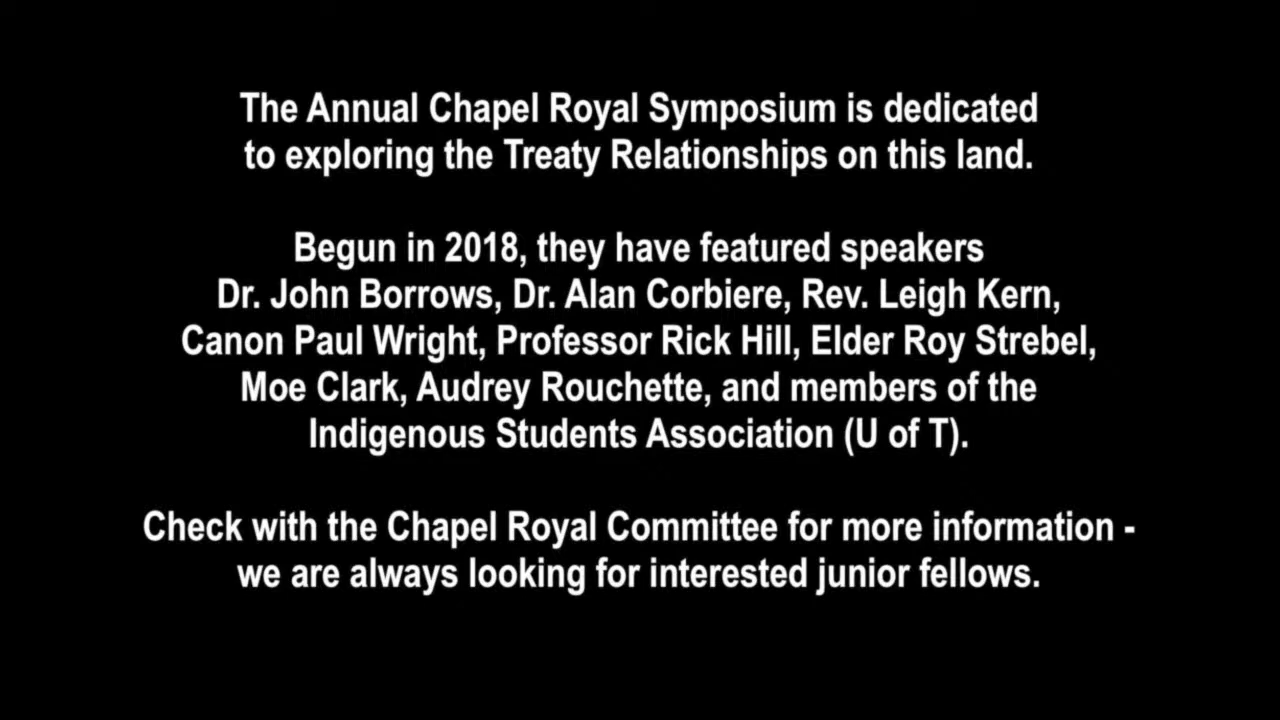 The Annual Chapel Royal Symposium is dedicated
to exploring the Treaty Relationships on this land.
Begun in 2018, they have featured speakers
Dr. John Borrows, Dr. Alan Corbiere, Rev. Leigh Kern,
Canon Paul Wright, Professor Rick Hill, Elder Roy Strebel,
Moe Clark, Audrey Rouchette, and members of the
Indigenous Students Association (U of T).
Check with the Chapel Royal Committee for more information -
we are always looking for interested junior fellows.